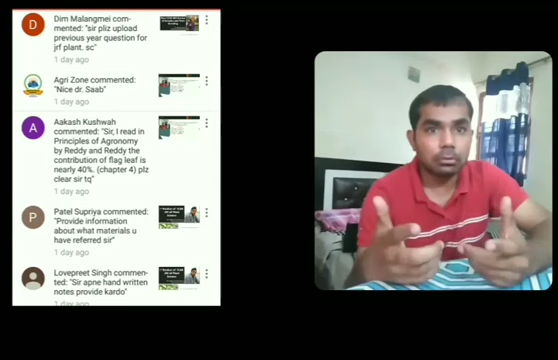 D
Dim Malangmei com-
mented: "sir pliz upload
previous year question for
jrf plant. sc"
1 day ago
Agri Zone commented:
"Nice dr. Saab"
1 day ago
A
Aakash Kushwah
commented: "Sir, I read in
Principles of Agronomy
by Reddy and Reddy the
contribution of flag leaf is
nearly 40%. (chapter 4) plz
clear sir tq"
1 day ago
P
Patel Supriya commented:
"Provide information
about what materials u
have referred sir"
1 day ago
Lovepreet Singh commen-
ted: "Sir apne hand written
notes provide kardo"
1 day ago